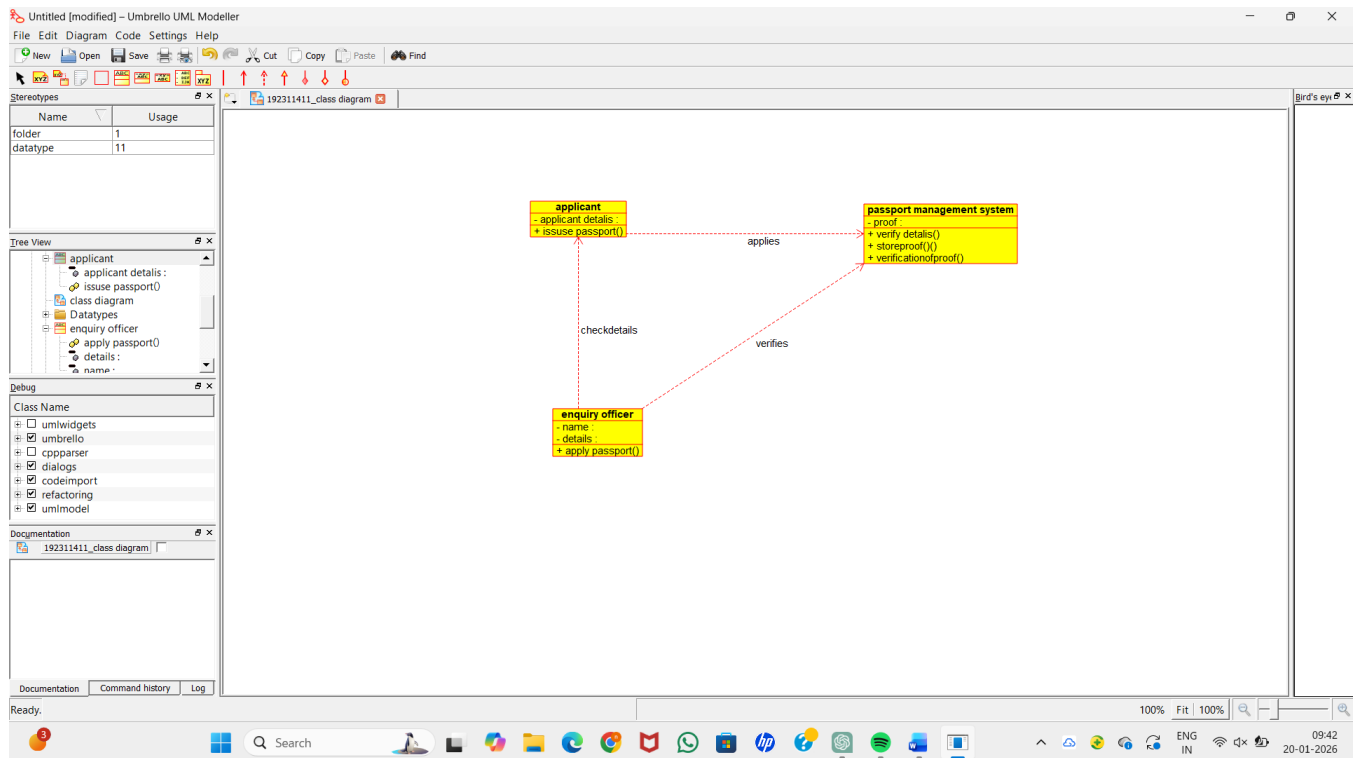 Untitled [modified] – Umbrello UML Modeller
File Edit Diagram Code Settings Help
New Open Save Cut Copy Paste Find
Stereotypes
192311411_class diagram
Bird's eye
Name Usage
folder 1
datatype 11
Tree View
applicant
applicant detalis :
issuse passport()
class diagram
Datatypes
enquiry officer
apply passport()
details :
name :
Debug
Class Name
umlwidgets
umbrello
cppparser
dialogs
codeimport
refactoring
umlmodel
Documentation
192311411_class diagram
Documentation Command history Log
applicant
- applicant detalis :
+ issuse passport()
applies
passport management system
- proof :
+ verify detalis()
+ storeproof()()
+ verificationofproof()
checkdetails
verifies
enquiry officer
- name :
- details :
+ apply passport()
Ready.
100% Fit 100%
3
Search
ENG
IN
09:42
20-01-2026